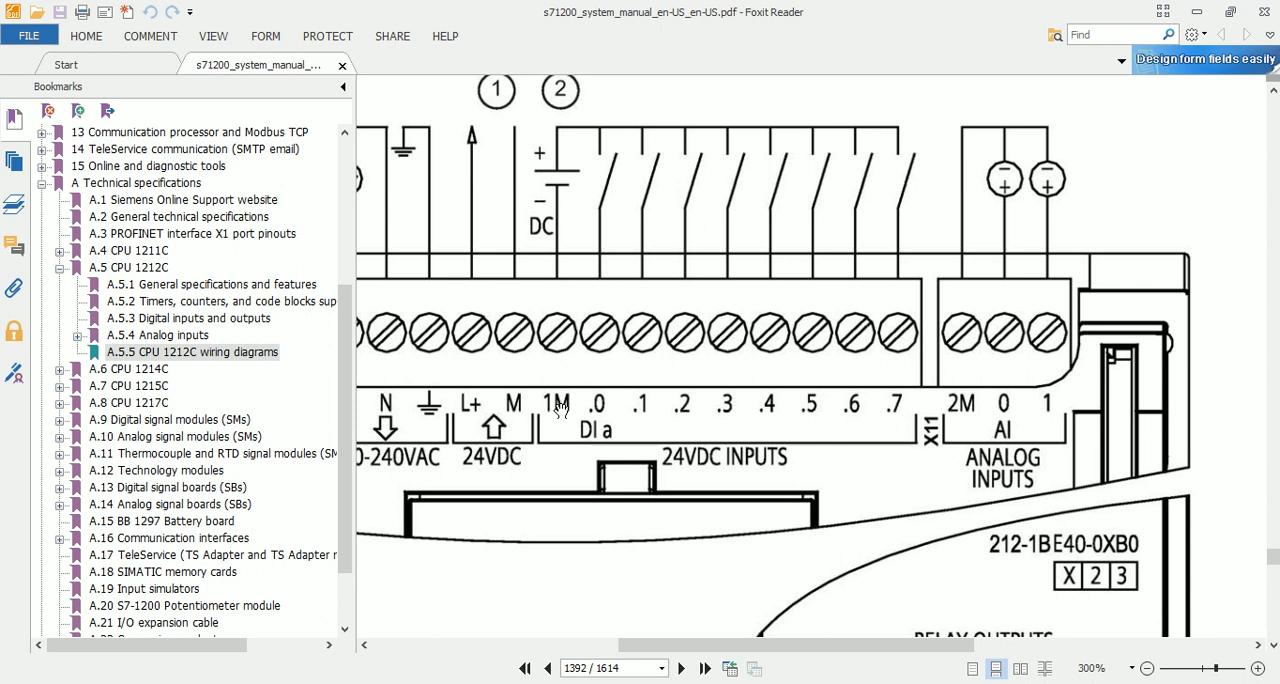 s71200_system_manual_en-US_en-US.pdf - Foxit Reader
FILE HOME COMMENT VIEW FORM PROTECT SHARE HELP
Find
Start
s71200_system_manual_...
Design form fields easily
Bookmarks
13 Communication processor and Modbus TCP
14 TeleService communication (SMTP email)
15 Online and diagnostic tools
A Technical specifications
A.1 Siemens Online Support website
A.2 General technical specifications
A.3 PROFINET interface X1 port pinouts
A.4 CPU 1211C
A.5 CPU 1212C
A.5.1 General specifications and features
A.5.2 Timers, counters, and code blocks sup
A.5.3 Digital inputs and outputs
A.5.4 Analog inputs
A.5.5 CPU 1212C wiring diagrams
A.6 CPU 1214C
A.7 CPU 1215C
A.8 CPU 1217C
A.9 Digital signal modules (SMs)
A.10 Analog signal modules (SMs)
A.11 Thermocouple and RTD signal modules (SM
A.12 Technology modules
A.13 Digital signal boards (SBs)
A.14 Analog signal boards (SBs)
A.15 BB 1297 Battery board
A.16 Communication interfaces
A.17 TeleService (TS Adapter and TS Adapter r
A.18 SIMATIC memory cards
A.19 Input simulators
A.20 S7-1200 Potentiometer module
A.21 I/O expansion cable
1 2
+
−
DC
− −
+ +
N L+ M 1M .0 .1 .2 .3 .4 .5 .6 .7 X11 2M 0 1
DI a AI
0-240VAC 24VDC 24VDC INPUTS ANALOG
INPUTS
212-1BE40-0XB0
X 2 3
RELAY OUTPUTS
1392 / 1614
300%